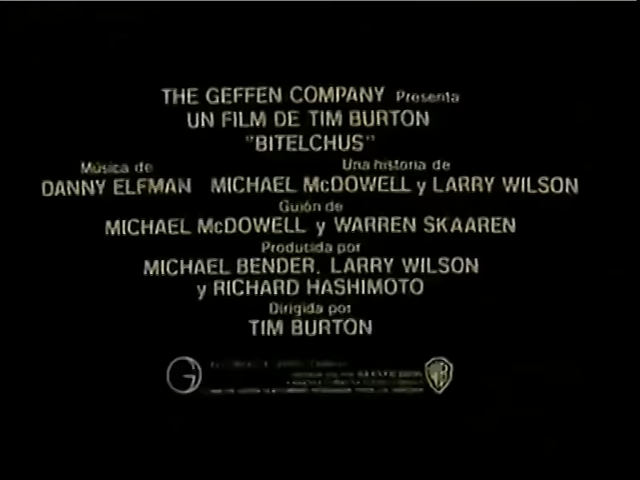 THE GEFFEN COMPANY Presenta
UN FILM DE TIM BURTON
"BITELCHUS"
Música de
DANNY ELFMAN
Una historia de
MICHAEL McDOWELL y LARRY WILSON
Guión de
MICHAEL McDOWELL y WARREN SKAAREN
Producida por
MICHAEL BENDER, LARRY WILSON
y RICHARD HASHIMOTO
Dirigida por
TIM BURTON
G
WB